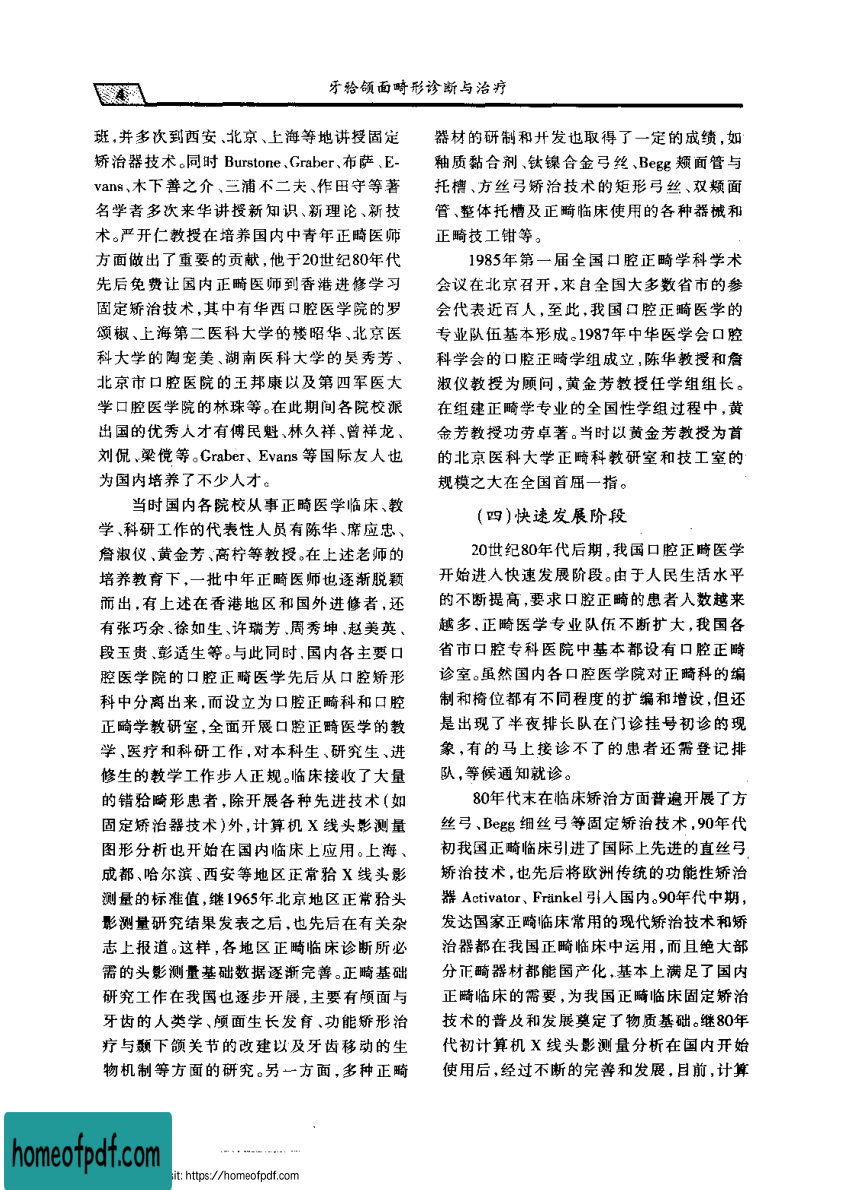 4
牙𬌗颌面畸形诊断与治疗
班,并多次到西安、北京、上海等地讲授固定
矫治器技术。同时 Burstone、Graber、布萨、E-
vans、木下善之介、三浦不二夫、作田守等著
名学者多次来华讲授新知识、新理论、新技
术。严开仁教授在培养国内中青年正畸医师
方面做出了重要的贡献,他于20世纪80年代
先后免费让国内正畸医师到香港进修学习
固定矫治技术,其中有华西口腔医学院的罗
颂椒、上海第二医科大学的楼昭华、北京医
科大学的陶宠美、湖南医科大学的吴秀芳、
北京市口腔医院的王邦康以及第四军医大
学口腔医学院的林珠等。在此期间各院校派
出国的优秀人才有傅民魁、林久祥、曾祥龙、
刘侃、梁傥等。Graber、Evans 等国际友人也
为国内培养了不少人才。
当时国内各院校从事正畸医学临床、教
学、科研工作的代表性人员有陈华、席应忠、
詹淑仪、黄金芳、高柠等教授。在上述老师的
培养教育下,一批中年正畸医师也逐渐脱颖
而出,有上述在香港地区和国外进修者,还
有张巧余、徐如生、许瑞芳、周秀坤、赵美英、
段玉贵、彭适生等。与此同时,国内各主要口
腔医学院的口腔正畸医学先后从口腔矫形
科中分离出来,而设立为口腔正畸科和口腔
正畸学教研室,全面开展口腔正畸医学的教
学、医疗和科研工作,对本科生、研究生、进
修生的教学工作步入正规。临床接收了大量
的错𬌗畸形患者,除开展各种先进技术(如
固定矫治器技术)外,计算机 X 线头影测量
图形分析也开始在国内临床上应用。上海、
成都、哈尔滨、西安等地区正常𬌗 X 线头影
测量的标准值,继1965年北京地区正常𬌗头
影测量研究结果发表之后,也先后在有关杂
志上报道。这样,各地区正畸临床诊断所必
需的头影测量基础数据逐渐完善。正畸基础
研究工作在我国也逐步开展,主要有颅面与
牙齿的人类学、颅面生长发育、功能矫形治
疗与颞下颌关节的改建以及牙齿移动的生
物机制等方面的研究。另一方面,多种正畸
器材的研制和开发也取得了一定的成绩,如
釉质黏合剂、钛镍合金弓丝、Begg 颊面管与
托槽、方丝弓矫治技术的矩形弓丝、双颊面
管、整体托槽及正畸临床使用的各种器械和
正畸技工钳等。
1985年第一届全国口腔正畸学科学术
会议在北京召开,来自全国大多数省市的参
会代表近百人,至此,我国口腔正畸医学的
专业队伍基本形成。1987年中华医学会口腔
科学会的口腔正畸学组成立,陈华教授和詹
淑仪教授为顾问,黄金芳教授任学组组长。
在组建正畸学专业的全国性学组过程中,黄
金芳教授功劳卓著。当时以黄金芳教授为首
的北京医科大学正畸科教研室和技工室的
规模之大在全国首屈一指。
(四)快速发展阶段
20世纪80年代后期,我国口腔正畸医学
开始进入快速发展阶段。由于人民生活水平
的不断提高,要求口腔正畸的患者人数越来
越多,正畸医学专业队伍不断扩大,我国各
省市口腔专科医院中基本都设有口腔正畸
诊室。虽然国内各口腔医学院对正畸科的编
制和椅位都有不同程度的扩编和增设,但还
是出现了半夜排长队在门诊挂号初诊的现
象,有的马上接诊不了的患者还需登记排
队,等候通知就诊。
80年代末在临床矫治方面普遍开展了方
丝弓、Begg 细丝弓等固定矫治技术,90年代
初我国正畸临床引进了国际上先进的直丝弓
矫治技术,也先后将欧洲传统的功能性矫治
器 Activator、Fränkel引入国内。90年代中期,
发达国家正畸临床常用的现代矫治技术和矫
治器都在我国正畸临床中运用,而且绝大部
分正畸器材都能国产化,基本上满足了国内
正畸临床的需要,为我国正畸临床固定矫治
技术的普及和发展奠定了物质基础。继80年
代初计算机 X 线头影测量分析在国内开始
使用后,经过不断的完善和发展,目前,计算
homeofpdf.com
sit: https://homeofpdf.com